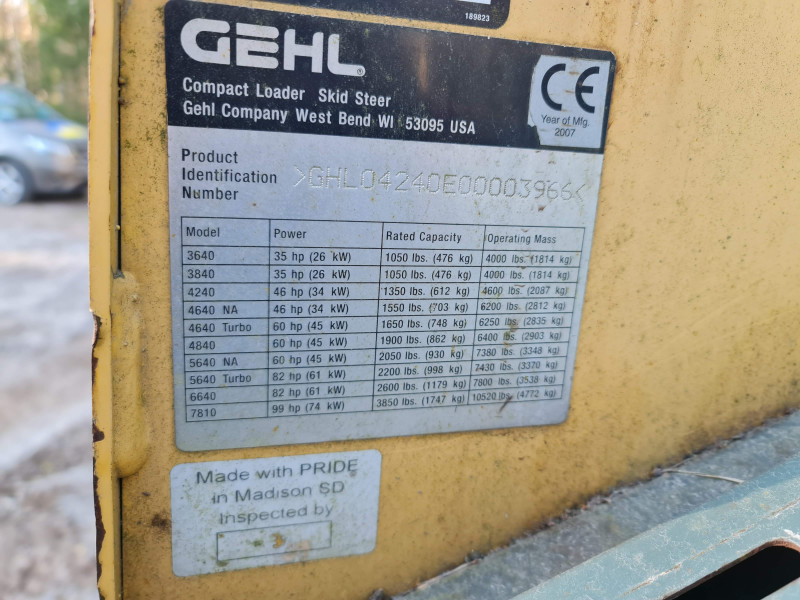 189823
GEHL®
Compact Loader Skid Steer
Gehl Company West Bend WI 53095 USA
CE
Year of Mfg.
2007
Product
Identification
Number
>GHL04240E00003966<
Model Power Rated Capacity Operating Mass
3640 35 hp (26 kW) 1050 lbs. (476 kg) 4000 lbs. (1814 kg)
3840 35 hp (26 kW) 1050 lbs. (476 kg) 4000 lbs. (1814 kg)
4240 46 hp (34 kW) 1350 lbs. (612 kg) 4600 lbs. (2087 kg)
4640 NA 46 hp (34 kW) 1550 lbs. (703 kg) 6200 lbs. (2812 kg)
4640 Turbo 60 hp (45 kW) 1650 lbs. (748 kg) 6250 lbs. (2835 kg)
4840 60 hp (45 kW) 1900 lbs. (862 kg) 6400 lbs. (2903 kg)
5640 NA 60 hp (45 kW) 2050 lbs. (930 kg) 7380 lbs. (3348 kg)
5640 Turbo 82 hp (61 kW) 2200 lbs. (998 kg) 7430 lbs. (3370 kg)
6640 82 hp (61 kW) 2600 lbs. (1179 kg) 7800 lbs. (3538 kg)
7810 99 hp (74 kW) 3850 lbs. (1747 kg) 10520 lbs. (4772 kg)
Made with PRIDE
in Madison SD
Inspected by